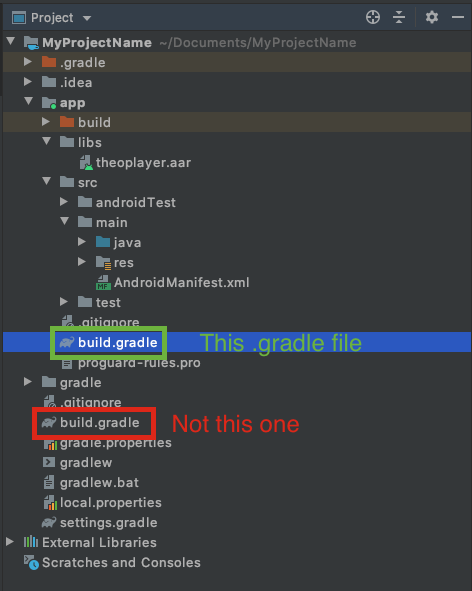 Project
MyProjectName ~/Documents/MyProjectName
.gradle
.idea
app
build
libs
theoplayer.aar
src
androidTest
main
java
res
AndroidManifest.xml
test
.gitignore
build.gradle This .gradle file
proguard-rules.pro
gradle
.gitignore
build.gradle Not this one
gradle.properties
gradlew
gradlew.bat
local.properties
settings.gradle
External Libraries
Scratches and Consoles